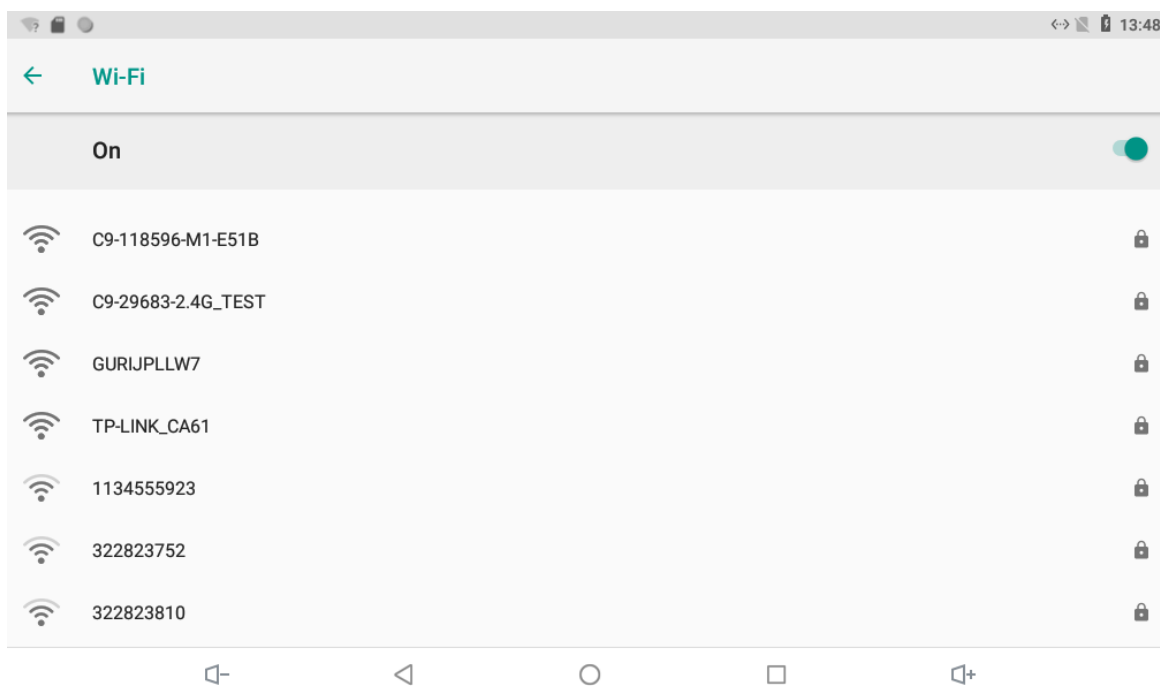 13:48
Wi-Fi
On
C9-118596-M1-E51B
C9-29683-2.4G_TEST
GURIJPLLW7
TP-LINK_CA61
1134555923
322823752
322823810